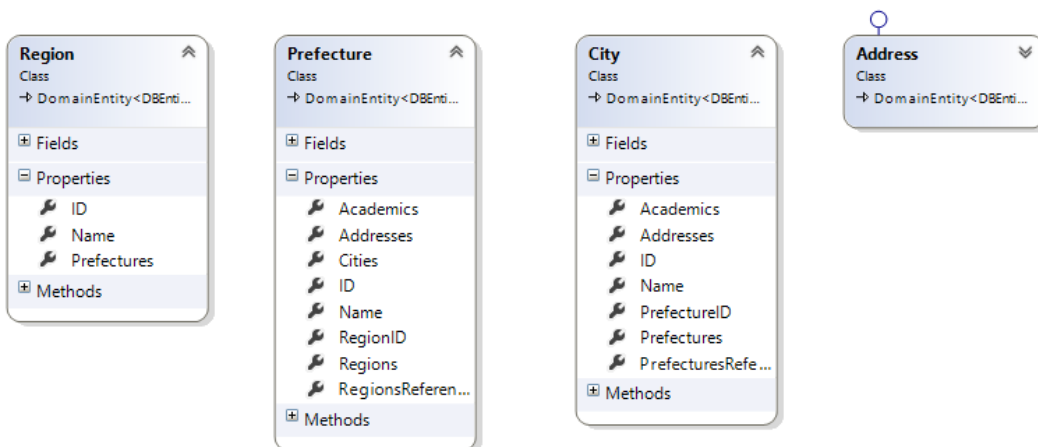 Region
Class
DomainEntity<DBEnti...
Fields
Properties
ID
Name
Prefectures
Methods
Prefecture
Class
DomainEntity<DBEnti...
Fields
Properties
Academics
Addresses
Cities
ID
Name
RegionID
Regions
RegionsReferen...
Methods
City
Class
DomainEntity<DBEnti...
Fields
Properties
Academics
Addresses
ID
Name
PrefectureID
Prefectures
PrefecturesRefe...
Methods
Address
Class
DomainEntity<DBEnti...